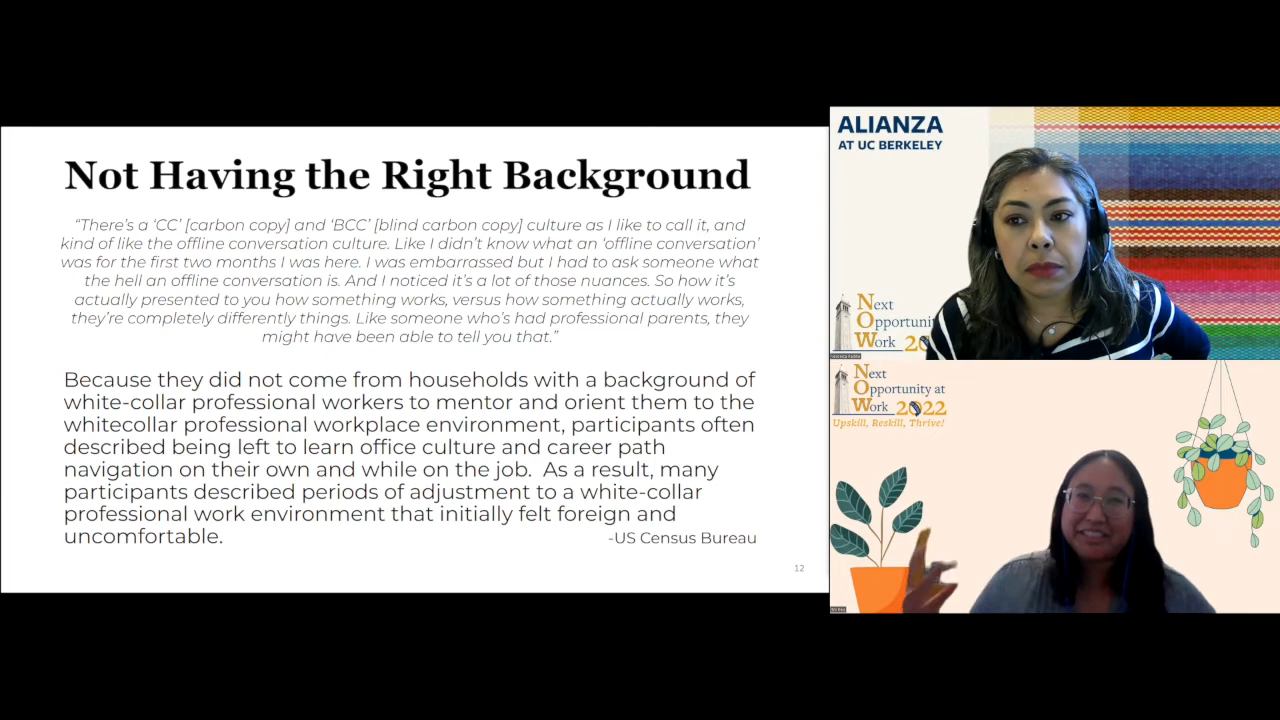 Not Having the Right Background
“There’s a ‘CC’ [carbon copy] and ‘BCC’ [blind carbon copy] culture as I like to call it, and
kind of like the offline conversation culture. Like I didn’t know what an ‘offline conversation’
was for the first two months I was here. I was embarrassed but I had to ask someone what
the hell an offline conversation is. And I noticed it’s a lot of those nuances. So how it’s
actually presented to you how something works, versus how something actually works,
they’re completely differently things. Like someone who’s had professional parents, they
might have been able to tell you that.”
Because they did not come from households with a background of
white-collar professional workers to mentor and orient them to the
whitecollar professional workplace environment, participants often
described being left to learn office culture and career path
navigation on their own and while on the job. As a result, many
participants described periods of adjustment to a white-collar
professional work environment that initially felt foreign and
uncomfortable.
-US Census Bureau
12
ALIANZA
AT UC BERKELEY
Next
Opportuni
Work 20
Next
Opportunity at
Work 2022
Upskill, Reskill, Thrive!